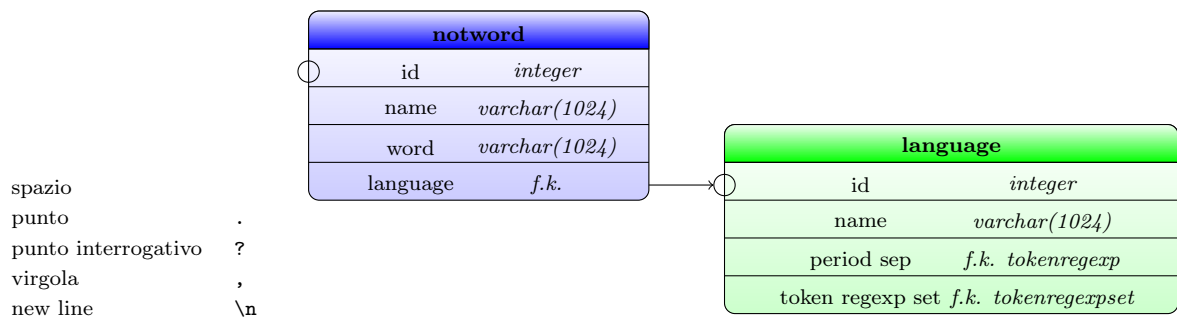 notword
id integer
name varchar(1024)
word varchar(1024)
language f.k.
language
id integer
name varchar(1024)
period sep f.k. tokenregexp
token regexp set f.k. tokenregexpset
spazio
punto .
punto interrogativo ?
virgola ,
new line \n